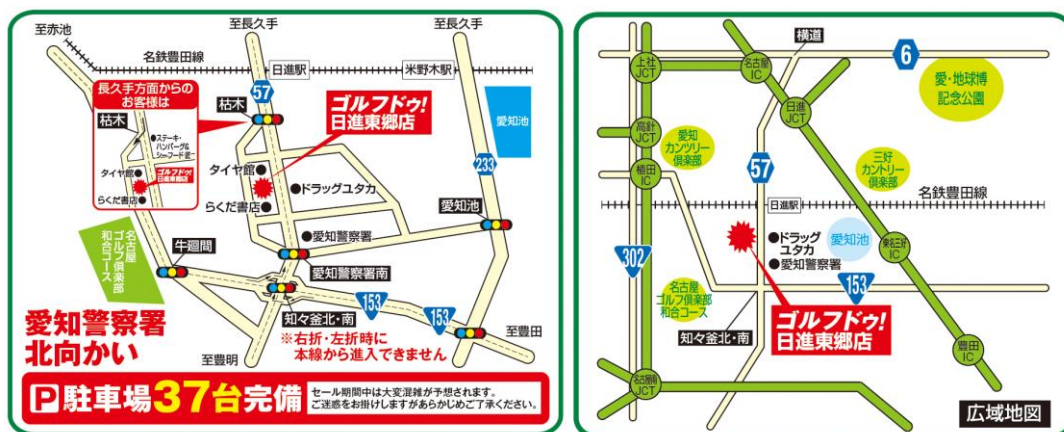 至赤池
至長久手
至長久手
名鉄豊田線
日進駅
米野木駅
長久手方面からの
お客様は
枯木
ステーキ・
ハンバーグ&
タイヤ館
ゴルフドゥ!
日進東郷店
らくだ書店
57
枯木
ゴルフドゥ!
日進東郷店
愛知池
233
タイヤ館
ドラッグユタカ
らくだ書店
愛知池
名古屋
ゴルフ倶楽部
和合コース
牛廻間
愛知警察署
愛知警察署南
153
153
知々釜北・南
愛知警察署
北向かい
至豊明
※右折・左折時に
本線から進入できません
至豊田
P 駐車場37台完備
セール期間中は大変混雑が予想されます。
ご迷惑をお掛けしますがあらかじめご了承ください。
横道
6
上社
JCT
名古屋
IC
愛・地球博
記念公園
日進
JCT
高針
JCT
愛知
カンツリー
倶楽部
植田
IC
57
三好
カントリー
倶楽部
名鉄豊田線
日進駅
302
ドラッグ
ユタカ
愛知警察署
愛知池
東名三好
IC
153
名古屋
ゴルフ倶楽部
和合コース
知々釜北・南
ゴルフドゥ!
日進東郷店
豊田
IC
名古屋南
JCT
広域地図